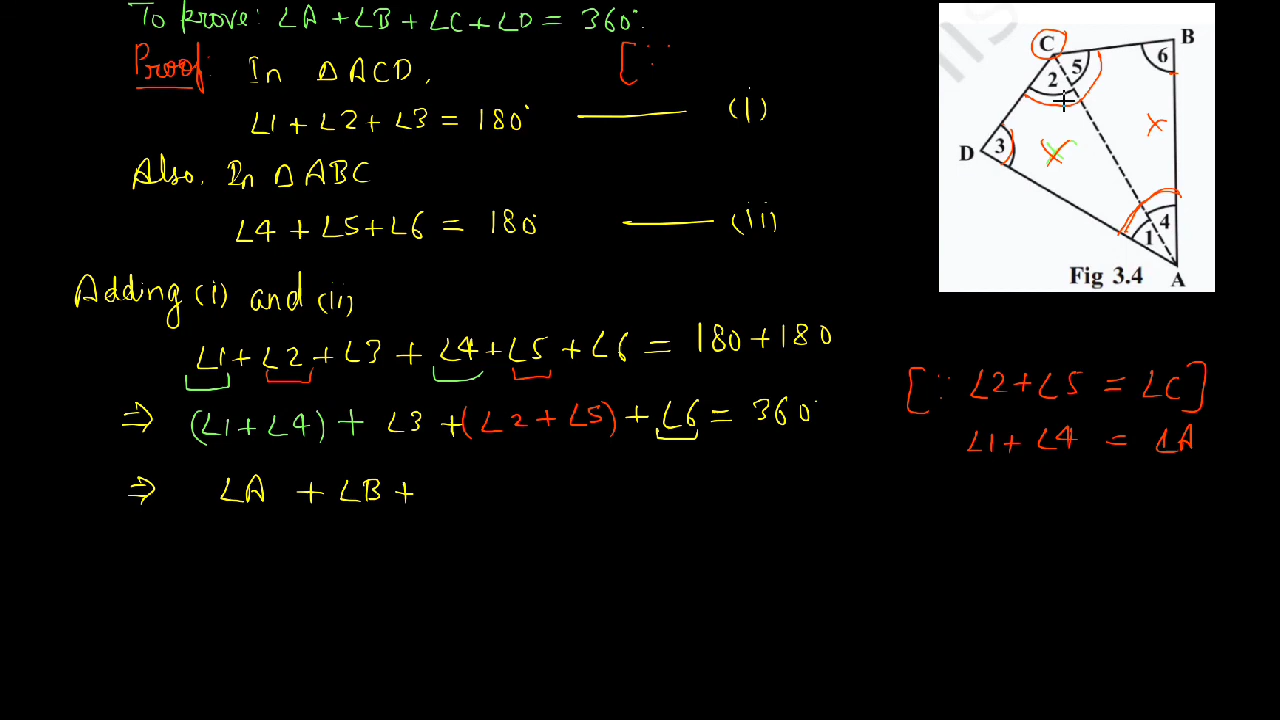 To prove: ∠A + ∠B + ∠C + ∠D = 360°.
Proof: In △ACD, [∵
∠1 + ∠2 + ∠3 = 180° —— (i)
Also, In △ABC
∠4 + ∠5 + ∠6 = 180° —— (ii)
Adding (i) and (ii)
∠1 + ∠2 + ∠3 + ∠4 + ∠5 + ∠6 = 180 + 180
⇒ (∠1 + ∠4) + ∠3 + (∠2 + ∠5) + ∠6 = 360°
⇒ ∠A + ∠B +
[∵ ∠2 + ∠5 = ∠C]
∠1 + ∠4 = ∠A
C
B
5
6
2
D
3
4
1
Fig 3.4
A